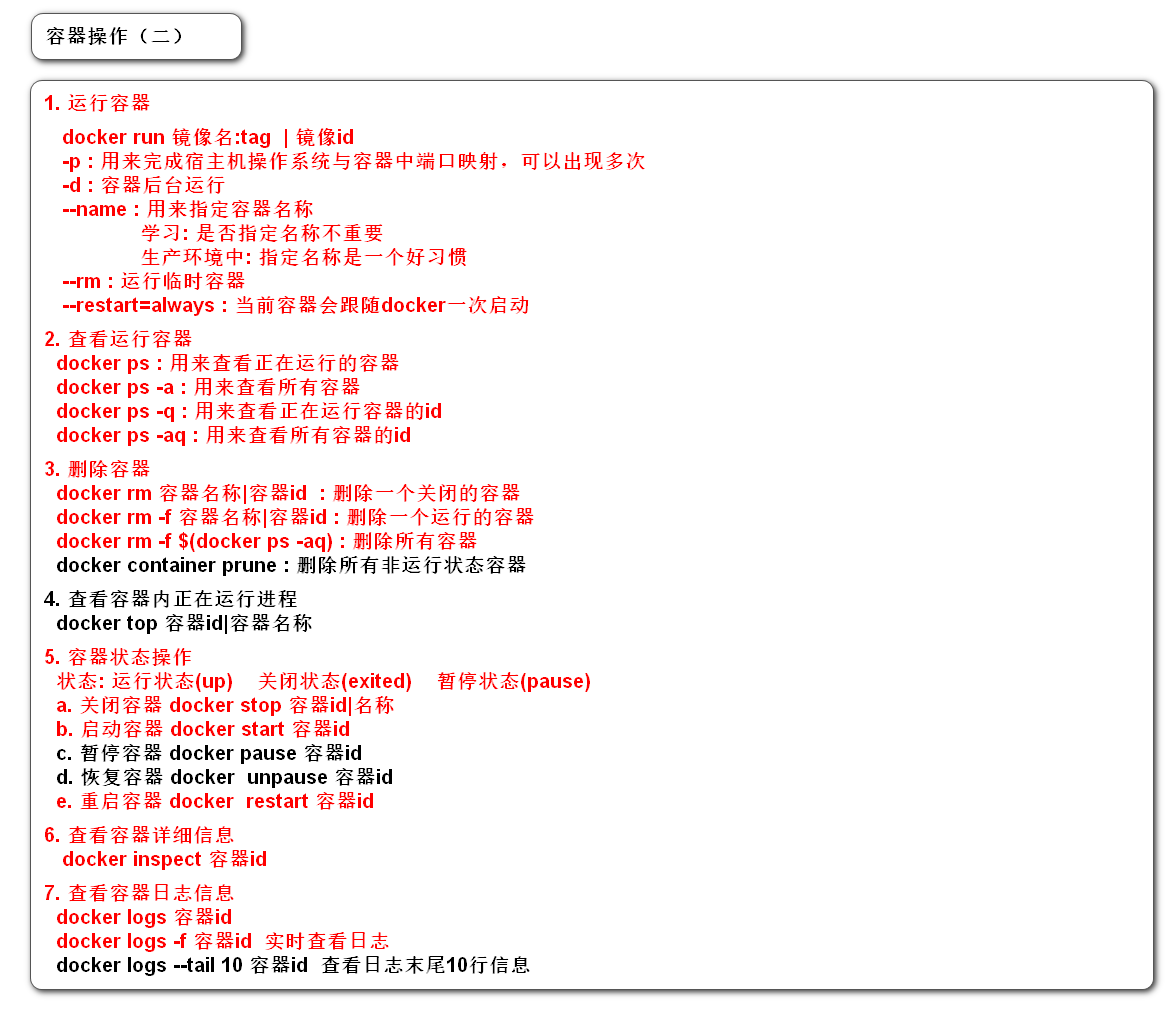 容器操作（二）
1. 运行容器
docker run 镜像名:tag | 镜像id
-p : 用来完成宿主机操作系统与容器中端口映射，可以出现多次
-d : 容器后台运行
--name : 用来指定容器名称
学习: 是否指定名称不重要
生产环境中: 指定名称是一个好习惯
--rm : 运行临时容器
--restart=always : 当前容器会跟随docker一次启动
2. 查看运行容器
docker ps : 用来查看正在运行的容器
docker ps -a : 用来查看所有容器
docker ps -q : 用来查看正在运行容器的id
docker ps -aq : 用来查看所有容器的id
3. 删除容器
docker rm 容器名称|容器id : 删除一个关闭的容器
docker rm -f 容器名称|容器id : 删除一个运行的容器
docker rm -f $(docker ps -aq) : 删除所有容器
docker container prune : 删除所有非运行状态容器
4. 查看容器内正在运行进程
docker top 容器id|容器名称
5. 容器状态操作
状态: 运行状态(up) 关闭状态(exited) 暂停状态(pause)
a. 关闭容器 docker stop 容器id|名称
b. 启动容器 docker start 容器id
c. 暂停容器 docker pause 容器id
d. 恢复容器 docker unpause 容器id
e. 重启容器 docker restart 容器id
6. 查看容器详细信息
docker inspect 容器id
7. 查看容器日志信息
docker logs 容器id
docker logs -f 容器id 实时查看日志
docker logs --tail 10 容器id 查看日志末尾10行信息